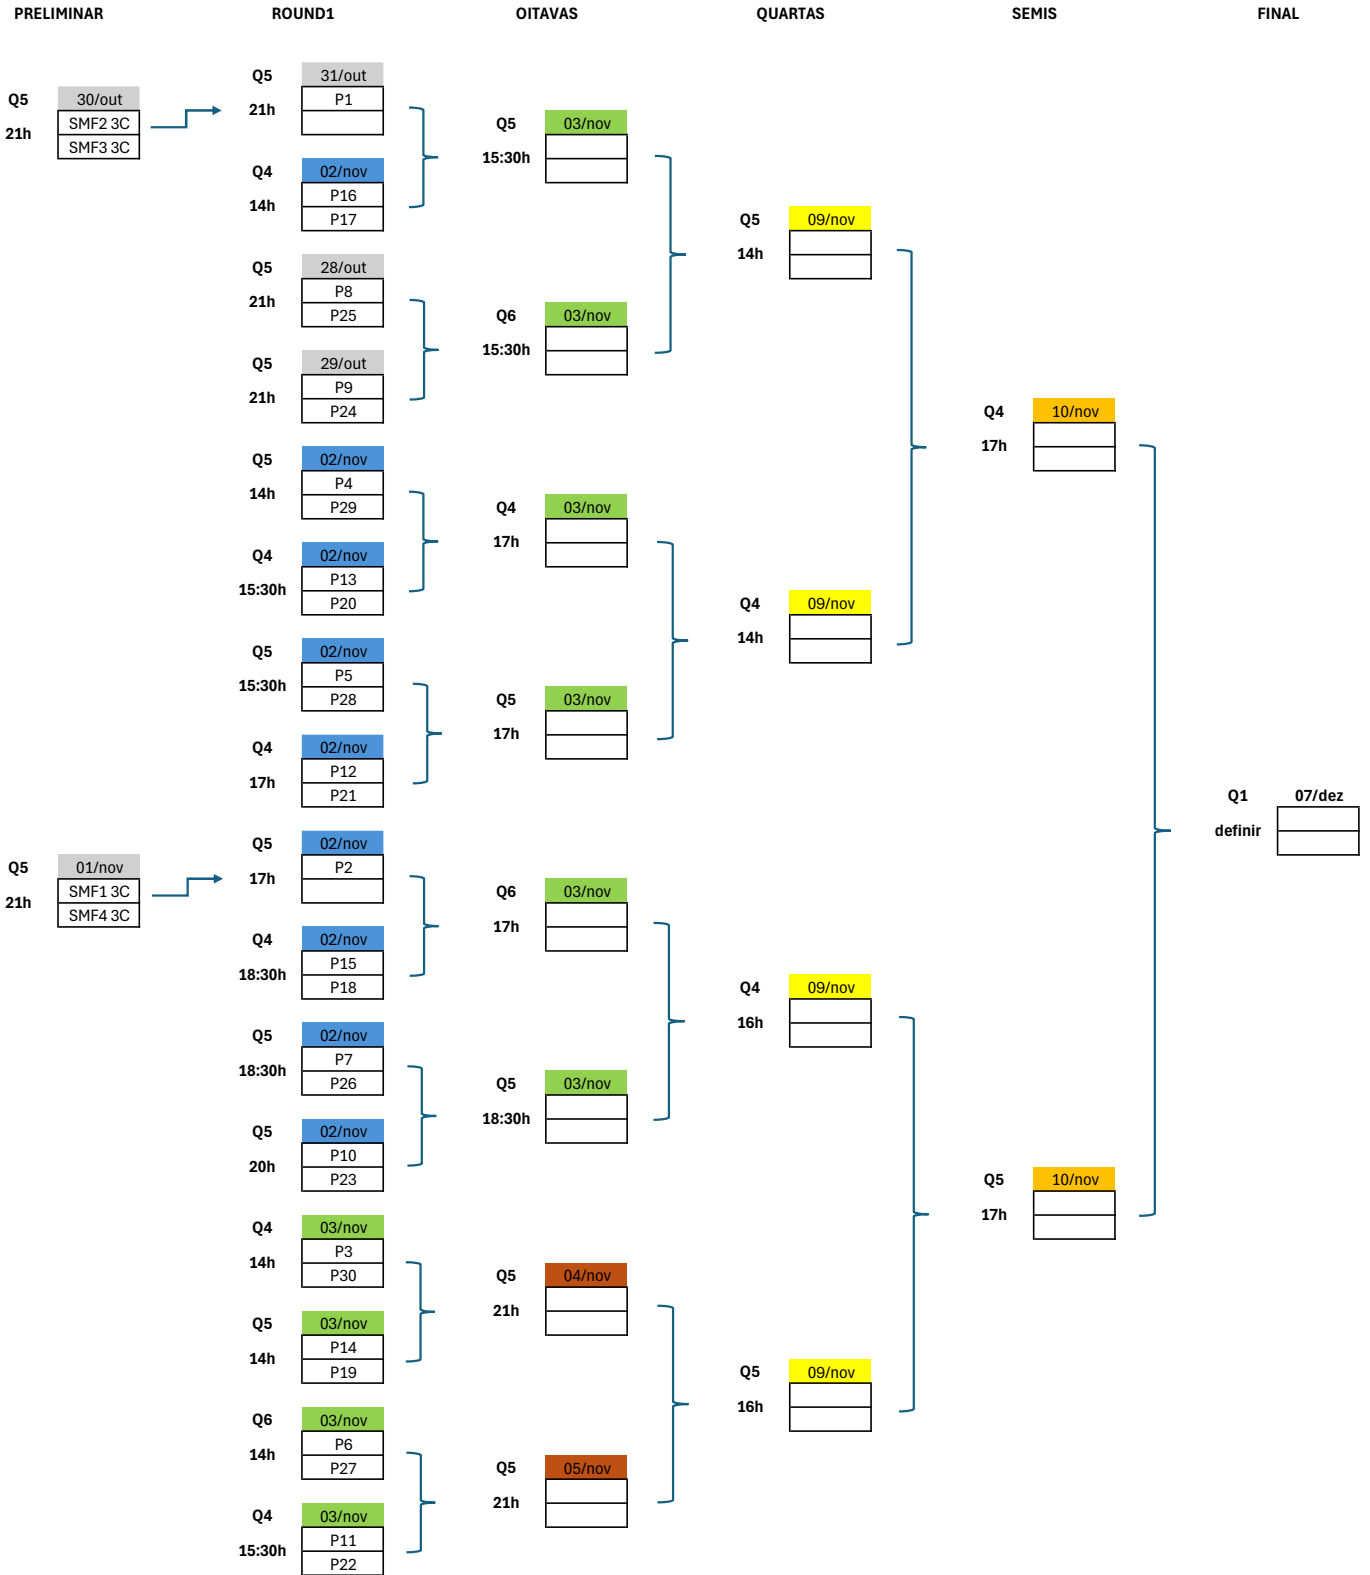 PRELIMINAR ROUND1 OITAVAS QUARTAS SEMIS FINAL
Q5 30/out
21h SMF2 3C
SMF3 3C
Q5 01/nov
21h SMF1 3C
SMF4 3C
Q5 31/out
21h P1
Q4 02/nov
14h P16
P17
Q5 28/out
21h P8
P25
Q5 29/out
21h P9
P24
Q5 02/nov
14h P4
P29
Q4 02/nov
15:30h P13
P20
Q5 02/nov
15:30h P5
P28
Q4 02/nov
17h P12
P21
Q5 02/nov
17h P2
Q4 02/nov
18:30h P15
P18
Q5 02/nov
18:30h P7
P26
Q5 02/nov
20h P10
P23
Q4 03/nov
14h P3
P30
Q5 03/nov
14h P14
P19
Q6 03/nov
14h P6
P27
Q4 03/nov
15:30h P11
P22
Q5 03/nov
15:30h
Q6 03/nov
15:30h
Q4 03/nov
17h
Q5 03/nov
17h
Q6 03/nov
17h
Q5 03/nov
18:30h
Q5 04/nov
21h
Q5 05/nov
21h
Q5 09/nov
14h
Q4 09/nov
14h
Q4 09/nov
16h
Q5 09/nov
16h
Q4 10/nov
17h
Q5 10/nov
17h
Q1 07/dez
definir